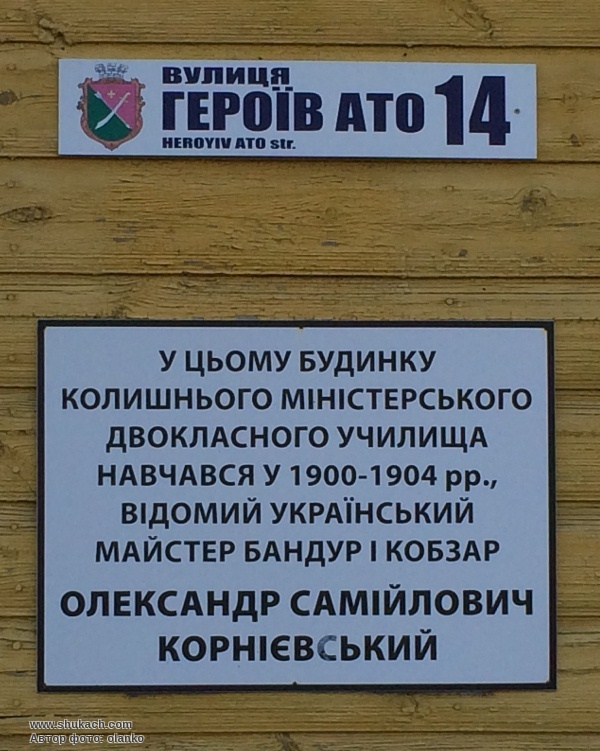 ВУЛИЦЯ
ГЕРОЇВ АТО 14
HEROYIV ATO str.
У ЦЬОМУ БУДИНКУ
КОЛИШНЬОГО МІНІСТЕРСЬКОГО
ДВОКЛАСНОГО УЧИЛИЩА
НАВЧАВСЯ У 1900-1904 рр.,
ВІДОМИЙ УКРАЇНСЬКИЙ
МАЙСТЕР БАНДУР І КОБЗАР
ОЛЕКСАНДР САМІЙЛОВИЧ
КОРНІЄВСЬКИЙ
www.shukach.com
Автор фото: olanko